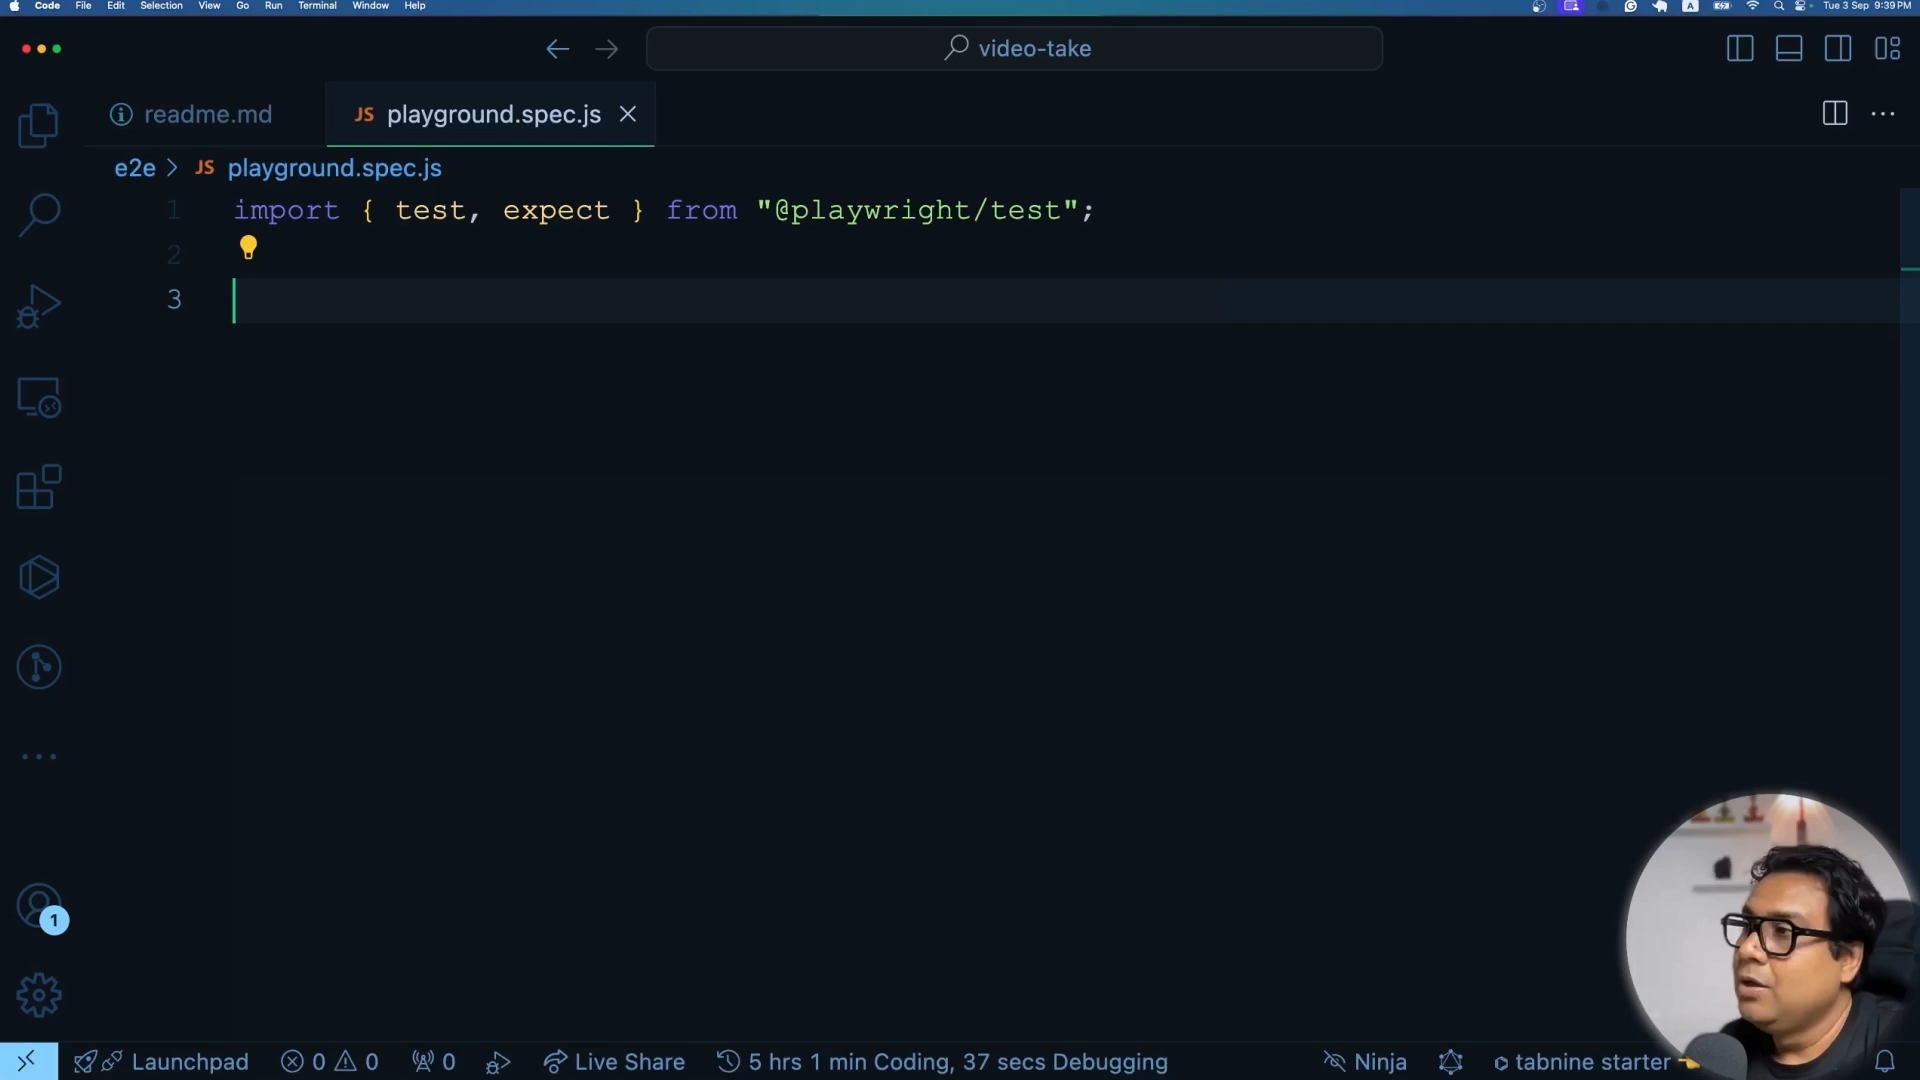 Code File Edit Selection View Go Run Terminal Window Help
A
Tue 3 Sep 9:39 PM
video-take
readme.md
JS playground.spec.js
e2e > JS playground.spec.js
1 import { test, expect } from "@playwright/test";
2
3
1
Launchpad 0 0 0 Live Share 5 hrs 1 min Coding, 37 secs Debugging Ninja tabnine starter